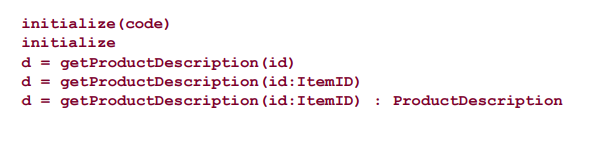 initialize(code)
initialize
d = getProductDescription(id)
d = getProductDescription(id:ItemID)
d = getProductDescription(id:ItemID) : ProductDescription